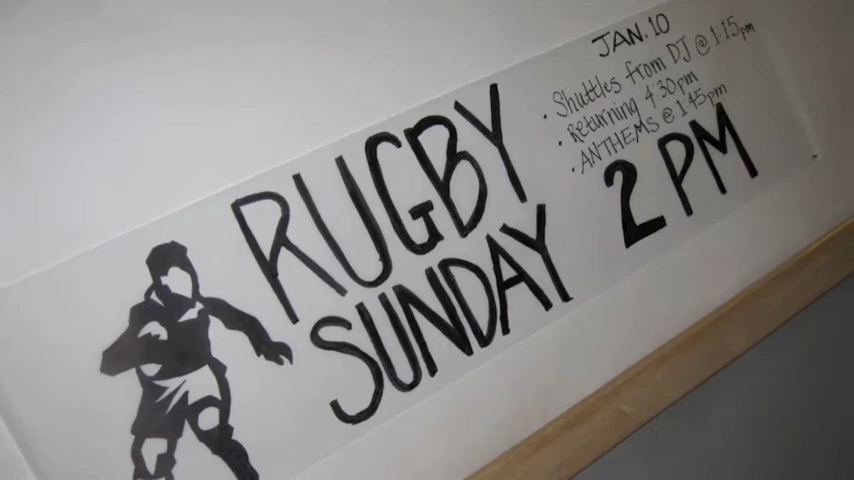 RUGBY
SUNDAY
JAN. 10
• Shuttles from DJ @ 1:15pm
• Returning 4:30pm
• ANTHEMS @ 1:45pm
2 PM